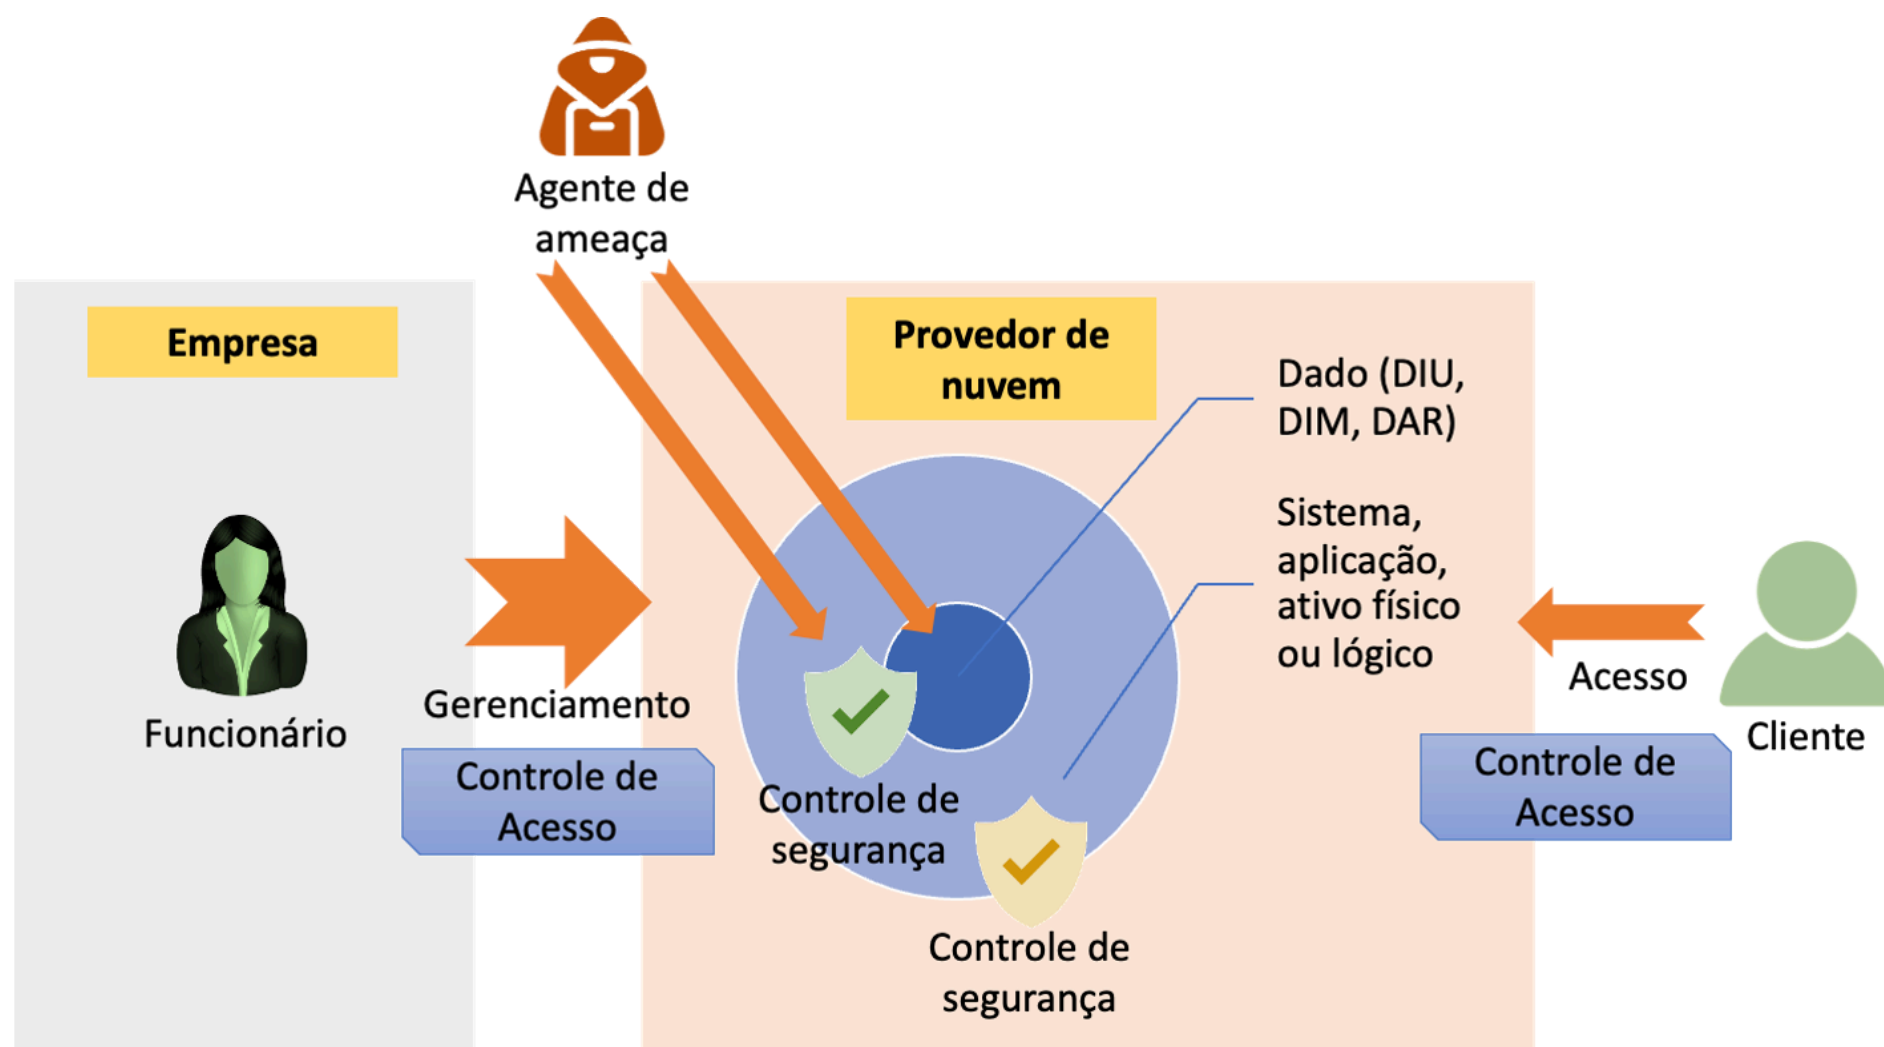 Agente de
ameaça
Empresa
Provedor de
nuvem
Dado (DIU,
DIM, DAR)
Sistema,
aplicação,
ativo físico
ou lógico
Funcionário
Gerenciamento
Controle de
Acesso
Controle de
segurança
Controle de
segurança
Acesso
Cliente
Controle de
Acesso